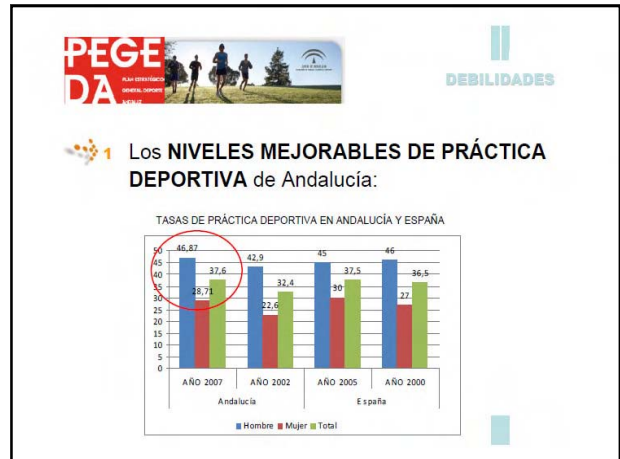 PEGE
DA
PLAN ESTRATÉGICO
GENERAL DEPORTE
II
DEBILIDADES
1 Los NIVELES MEJORABLES DE PRÁCTICA
DEPORTIVA de Andalucía:
TASAS DE PRÁCTICA DEPORTIVA EN ANDALUCÍA Y ESPAÑA
50
45
40
35
30
25
20
15
10
5
0
46,87
28,71
37,6
42,9
22,6
32,4
45
30
37,5
46
27
36,5
AÑO 2007 AÑO 2002 AÑO 2005 AÑO 2000
Andalucía España
Hombre Mujer Total